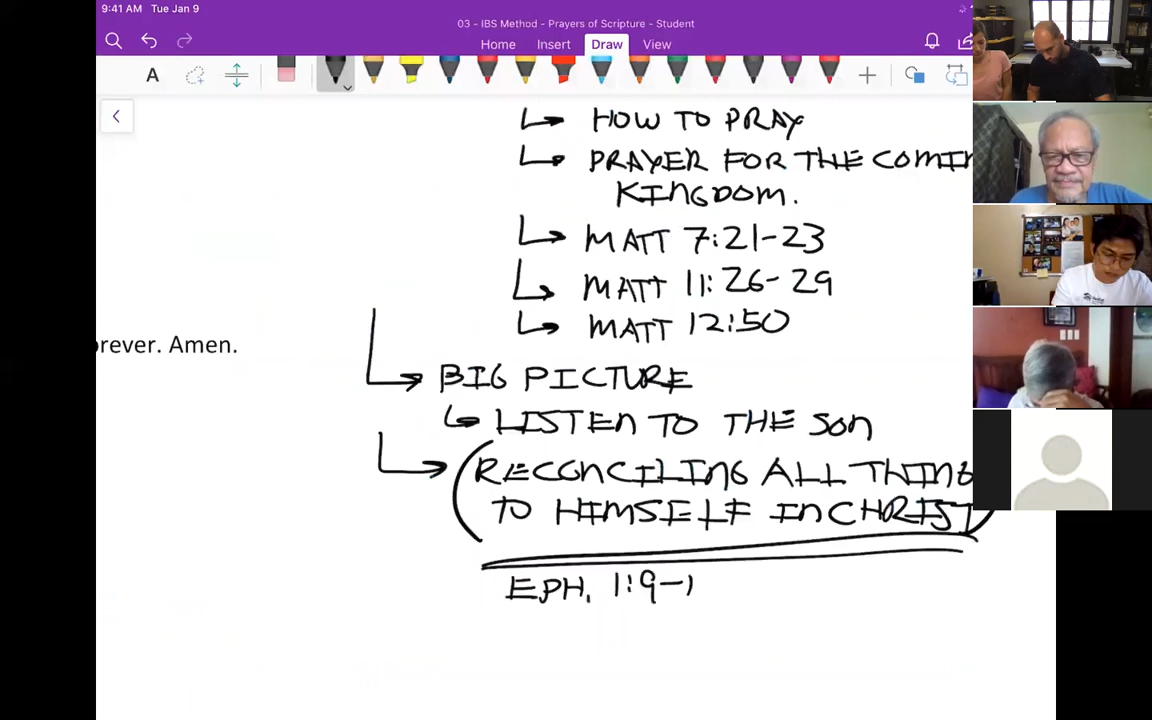 9:41 AM Tue Jan 9
03 - IBS Method - Prayers of Scripture - Student
Home Insert Draw View
A
HOW TO PRAY
PRAYER FOR THE COMIN
KINGDOM.
MATT 7:21-23
MATT 11:26-29
rever. Amen.
MATT 12:50
BIG PICTURE
LISTEN TO THE SON
(RECONCILING ALL THING
TO HIMSELF IN CHRIST)
EPH. 1:9-1